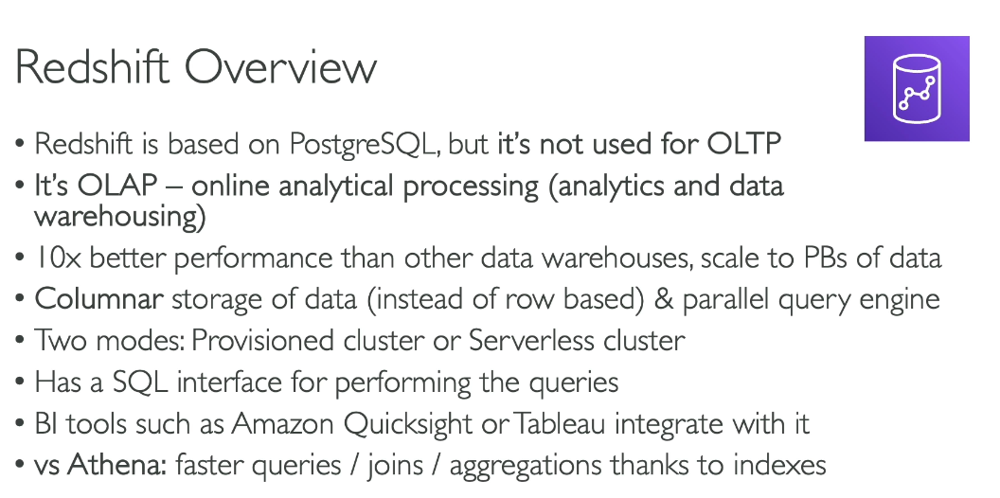 Redshift Overview
• Redshift is based on PostgreSQL, but it’s not used for OLTP
• It’s OLAP – online analytical processing (analytics and data
warehousing)
• 10x better performance than other data warehouses, scale to PBs of data
• Columnar storage of data (instead of row based) & parallel query engine
• Two modes: Provisioned cluster or Serverless cluster
• Has a SQL interface for performing the queries
• BI tools such as Amazon Quicksight or Tableau integrate with it
• vs Athena: faster queries / joins / aggregations thanks to indexes